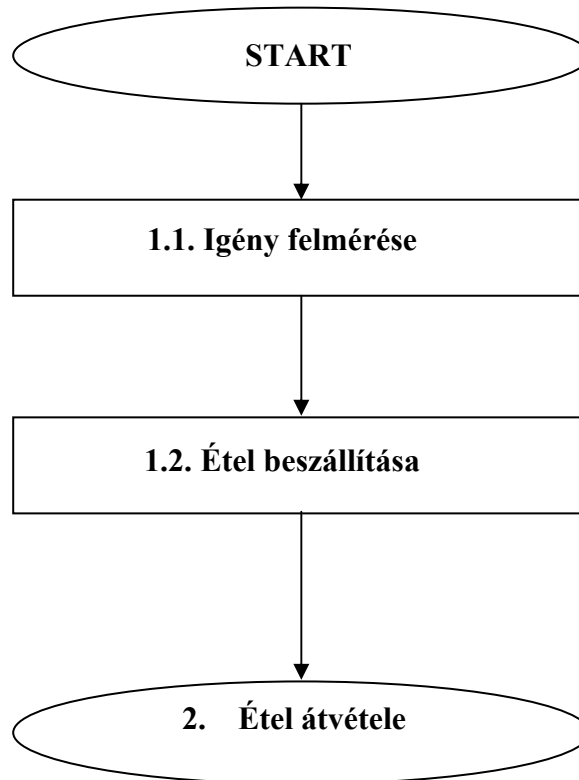 START
1.1. Igény felmérése
1.2. Étel beszállítása
2. Étel átvétele